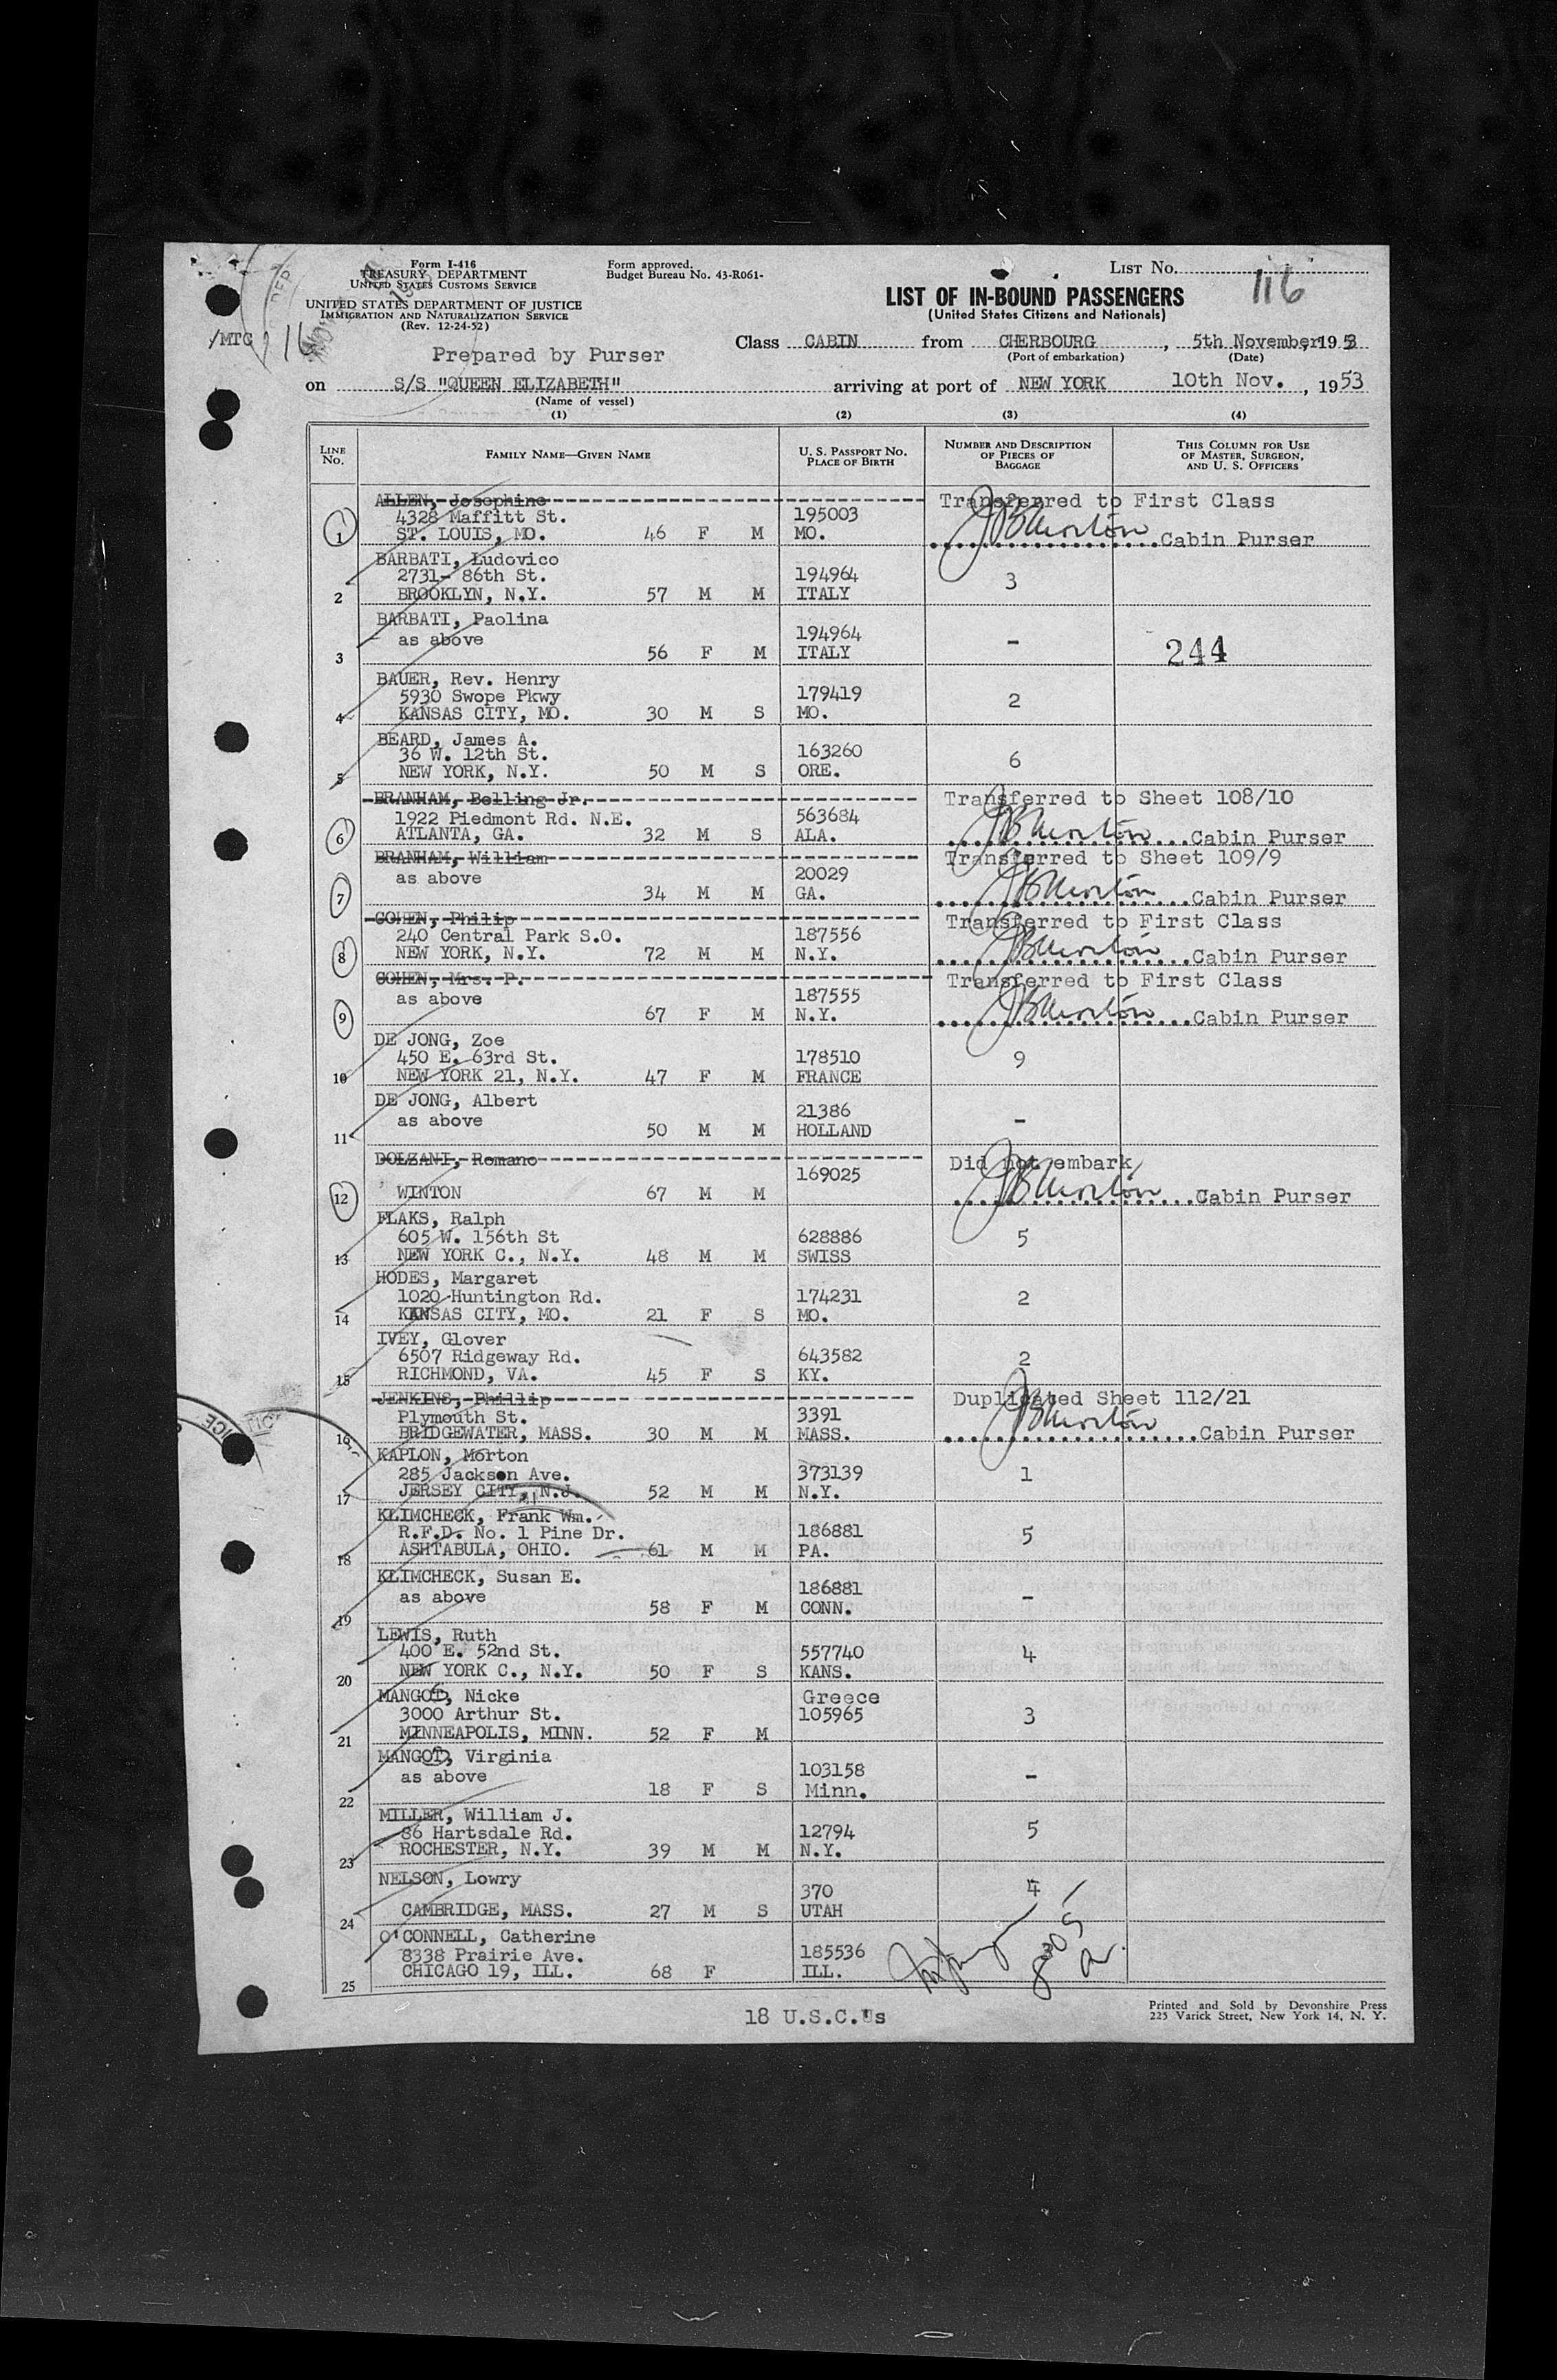 Form I-416
TREASURY DEPARTMENT
UNITED STATES CUSTOMS SERVICE
UNITED STATES DEPARTMENT OF JUSTICE
IMMIGRATION AND NATURALIZATION SERVICE
(Rev. 12-24-52)
Form approved.
Budget Bureau No. 43-R061-
LIST No. 116
LIST OF IN-BOUND PASSENGERS
(United States Citizens and Nationals)
/MTC 116
Prepared by Purser
Class CABIN from CHERBOURG, 5th November, 1953
(Port of embarkation) (Date)
on S/S "QUEEN ELIZABETH" arriving at port of NEW YORK 10th Nov., 1953
(Name of vessel)
(1) (2) (3) (4)
LINE No. FAMILY NAME—GIVEN NAME U. S. PASSPORT NO. PLACE OF BIRTH NUMBER AND DESCRIPTION OF PIECES OF BAGGAGE THIS COLUMN FOR USE OF MASTER, SURGEON, AND U. S. OFFICERS
ALLEN, Josephine Transferred to First Class
4328 Maffitt St. 195003
1 ST. LOUIS, MO. 46 F M MO. Cabin Purser
BARBATI, Ludovico
2731- 86th St. 194964 3
2 BROOKLYN, N.Y. 57 M M ITALY
BARBATI, Paolina
as above 194964 -
3 56 F M ITALY 244
BAUER, Rev. Henry
5930 Swope Pkwy 179419 2
4 KANSAS CITY, MO. 30 M S MO.
BEARD, James A.
36 W. 12th St. 163260 6
5 NEW YORK, N.Y. 50 M S ORE.
BRANHAM, Bolling Jr. Transferred to Sheet 108/10
1922 Piedmont Rd. N.E. 563684
6 ATLANTA, GA. 32 M S ALA. Cabin Purser
BRANHAM, William Transferred to Sheet 109/9
as above 20029
7 34 M M GA. Cabin Purser
COHEN, Philip Transferred to First Class
240 Central Park S.O. 187556
8 NEW YORK, N.Y. 72 M M N.Y. Cabin Purser
COHEN, Mrs. P. Transferred to First Class
as above 187555
9 67 F M N.Y. Cabin Purser
DE JONG, Zoe
450 E. 63rd St. 178510 9
10 NEW YORK 21, N.Y. 47 F M FRANCE
DE JONG, Albert
as above 21386 -
11 50 M M HOLLAND
DOLZANI, Romano Did not embark
169025
12 WINTON 67 M M Cabin Purser
FLAKS, Ralph
605 W. 156th St 628886 5
13 NEW YORK C., N.Y. 48 M M SWISS
HODES, Margaret
1020 Huntington Rd. 174231 2
14 KANSAS CITY, MO. 21 F S MO.
IVEY, Glover
6507 Ridgeway Rd. 643582 2
15 RICHMOND, VA. 45 F S KY.
JENKINS, Phillip Duplicated Sheet 112/21
Plymouth St. 3391
16 BRIDGEWATER, MASS. 30 M M MASS. Cabin Purser
KAPLON, Morton
285 Jackson Ave. 373139 1
17 JERSEY CITY, N.J. 52 M M N.Y.
KLIMCHECK, Frank Wm.
R.F.D. No. 1 Pine Dr. 186881 5
18 ASHTABULA, OHIO. 61 M M PA.
KLIMCHECK, Susan E.
as above 186881 -
19 58 F M CONN.
LEWIS, Ruth
400 E. 52nd St. 557740 4
20 NEW YORK C., N.Y. 50 F S KANS.
MANGOT, Nicke Greece
3000 Arthur St. 105965 3
21 MINNEAPOLIS, MINN. 52 F M
MANGOT, Virginia
as above 103158 -
22 18 F S Minn.
MILLER, William J.
86 Hartsdale Rd. 12794 5
23 ROCHESTER, N.Y. 39 M M N.Y.
NELSON, Lowry
370 4
24 CAMBRIDGE, MASS. 27 M S UTAH
O'CONNELL, Catherine
8338 Prairie Ave. 185536
25 CHICAGO 19, ILL. 68 F ILL.
18 U.S.C.'s
Printed and Sold by Devonshire Press
225 Varick Street, New York 14, N. Y.